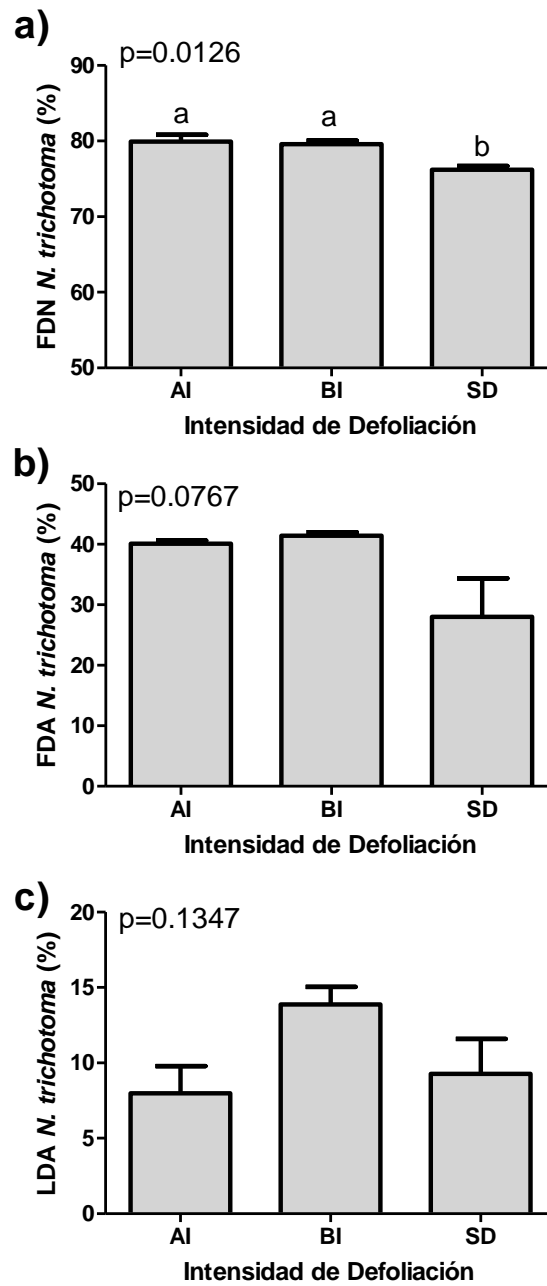 a)
p=0.0126
FDN N. trichotoma (%)
90
80
70
60
50
a
a
b
AI
BI
SD
Intensidad de Defoliación
b)
p=0.0767
FDA N. trichotoma (%)
50
40
30
20
10
0
AI
BI
SD
Intensidad de Defoliación
c)
p=0.1347
LDA N. trichotoma (%)
20
15
10
5
0
AI
BI
SD
Intensidad de Defoliación